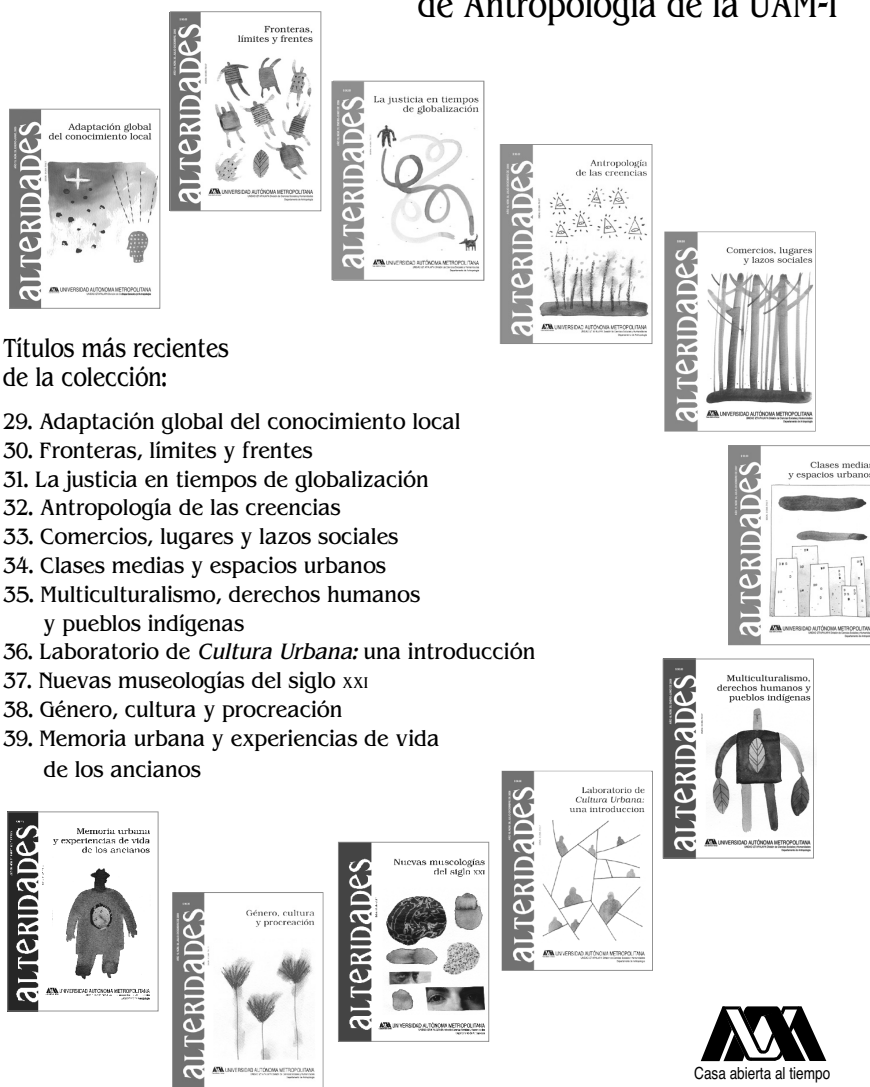 de Antropología de la UAM-I
Fronteras,
límites y frentes
alteridades
UNIVERSIDAD AUTÓNOMA METROPOLITANA
La justicia en tiempos
de globalización
alteridades
UNIVERSIDAD AUTÓNOMA METROPOLITANA
Adaptación global
del conocimiento local
alteridades
UNIVERSIDAD AUTÓNOMA METROPOLITANA
Antropología
de las creencias
alteridades
UNIVERSIDAD AUTÓNOMA METROPOLITANA
Comercios, lugares
y lazos sociales
alteridades
UNIVERSIDAD AUTÓNOMA METROPOLITANA
Títulos más recientes
de la colección:
29. Adaptación global del conocimiento local
30. Fronteras, límites y frentes
31. La justicia en tiempos de globalización
32. Antropología de las creencias
33. Comercios, lugares y lazos sociales
34. Clases medias y espacios urbanos
35. Multiculturalismo, derechos humanos
y pueblos indígenas
36. Laboratorio de Cultura Urbana: una introducción
37. Nuevas museologías del siglo XXI
38. Género, cultura y procreación
39. Memoria urbana y experiencias de vida
de los ancianos
Clases medias
y espacios urbanos
alteridades
UNIVERSIDAD AUTÓNOMA METROPOLITANA
Multiculturalismo,
derechos humanos y
pueblos indígenas
alteridades
UNIVERSIDAD AUTÓNOMA METROPOLITANA
Laboratorio de
Cultura Urbana:
una introduccion
alteridades
UNIVERSIDAD AUTÓNOMA METROPOLITANA
Memoria urbana
y experiencias de vida
de los ancianos
alteridades
UNIVERSIDAD AUTÓNOMA METROPOLITANA
Nuevas museologías
del siglo XXI
alteridades
UNIVERSIDAD AUTÓNOMA METROPOLITANA
Género, cultura
y procreación
alteridades
UNIVERSIDAD AUTÓNOMA METROPOLITANA
Casa abierta al tiempo